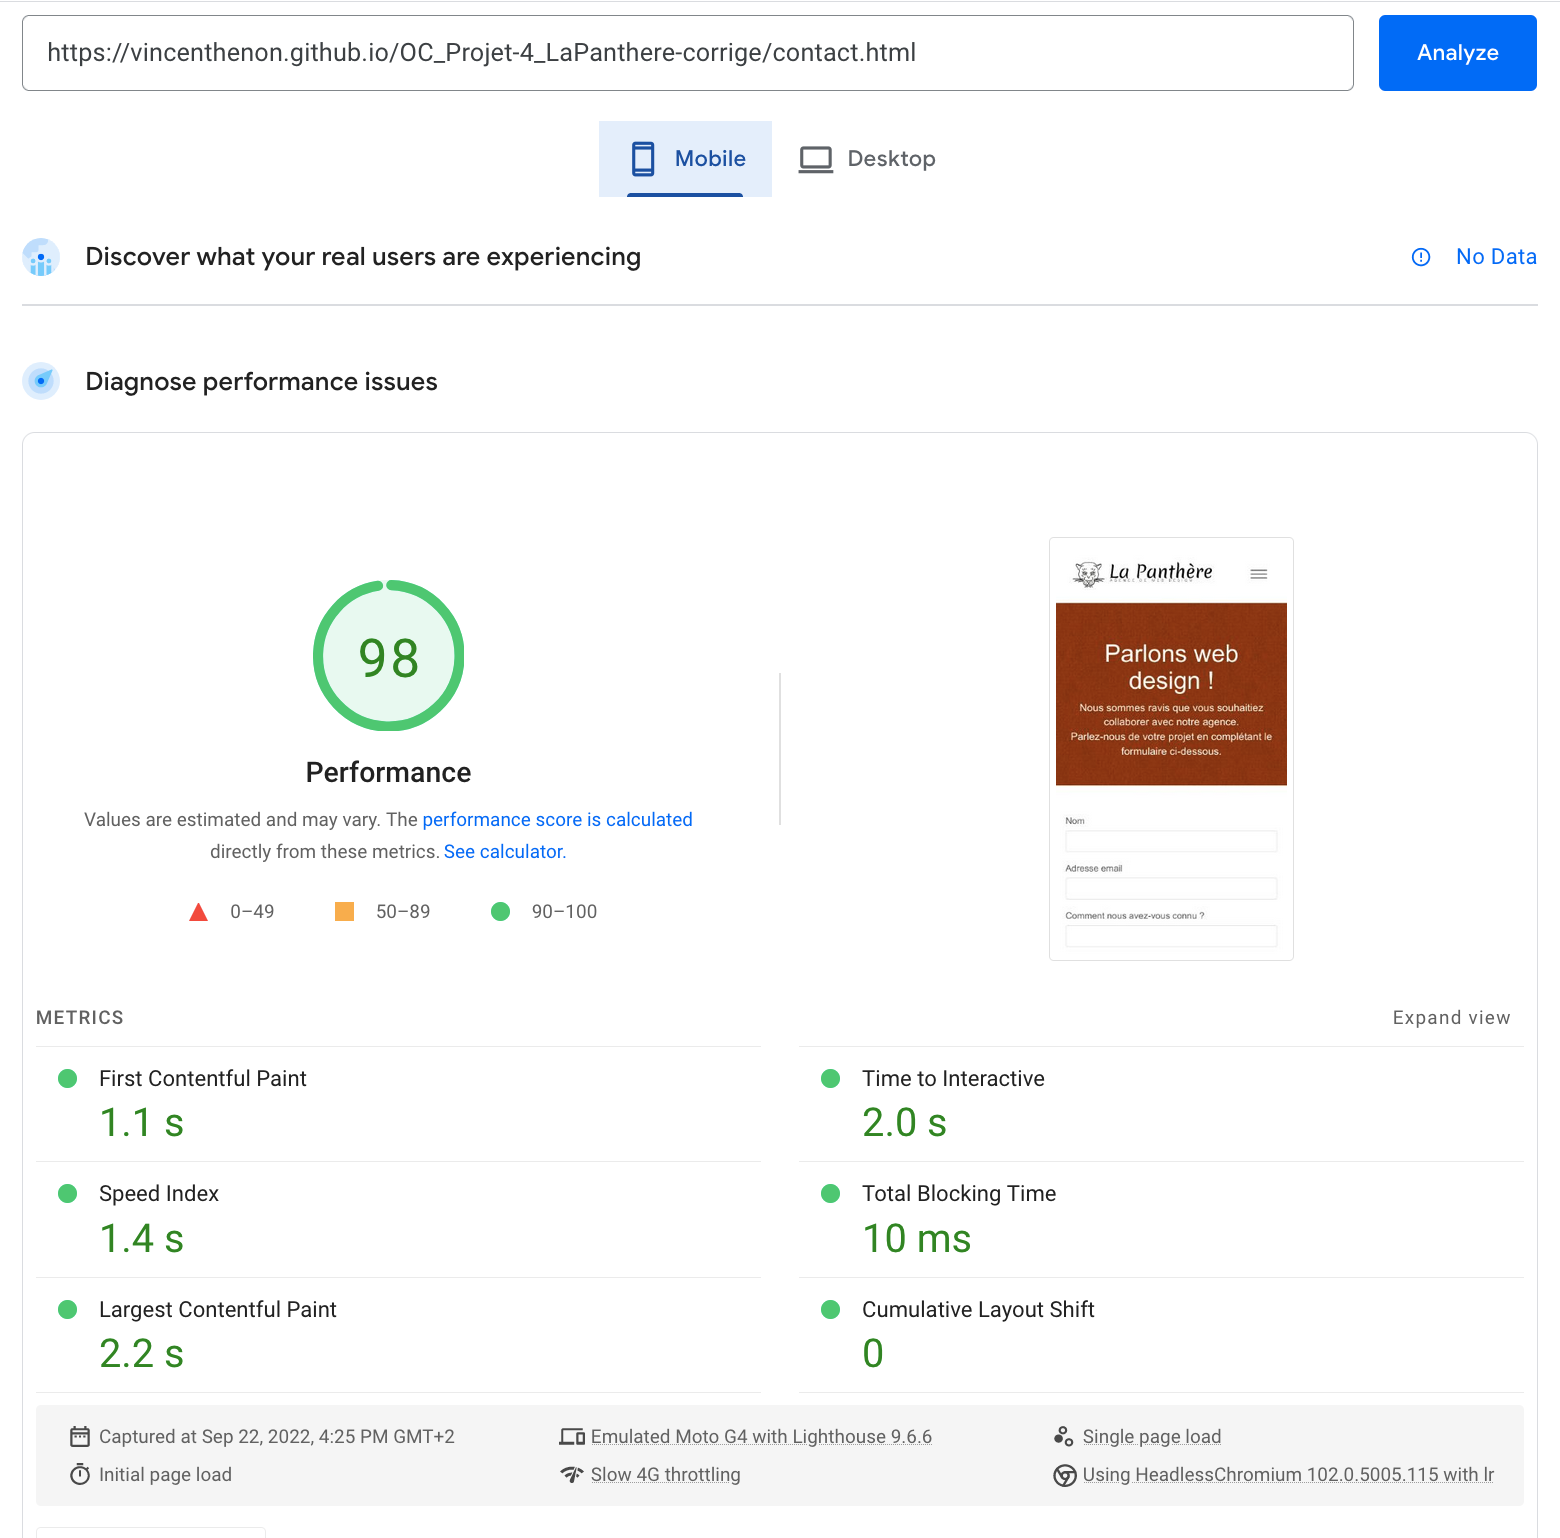 https://vincenthenon.github.io/OC_Projet-4_LaPanthere-corrige/contact.html
Analyze
Mobile
Desktop
Discover what your real users are experiencing
No Data
Diagnose performance issues
98
Performance
Values are estimated and may vary. The performance score is calculated
directly from these metrics. See calculator.
0–49
50–89
90–100
La Panthère
Parlons web
design !
Nous sommes ravis que vous souhaitiez
collaborer avec notre agence.
Parlez-nous de votre projet en complétant le
formulaire ci-dessous.
Nom
Adresse email
Comment nous avez-vous connu ?
METRICS
Expand view
First Contentful Paint
1.1 s
Time to Interactive
2.0 s
Speed Index
1.4 s
Total Blocking Time
10 ms
Largest Contentful Paint
2.2 s
Cumulative Layout Shift
0
Captured at Sep 22, 2022, 4:25 PM GMT+2
Emulated Moto G4 with Lighthouse 9.6.6
Single page load
Initial page load
Slow 4G throttling
Using HeadlessChromium 102.0.5005.115 with lr